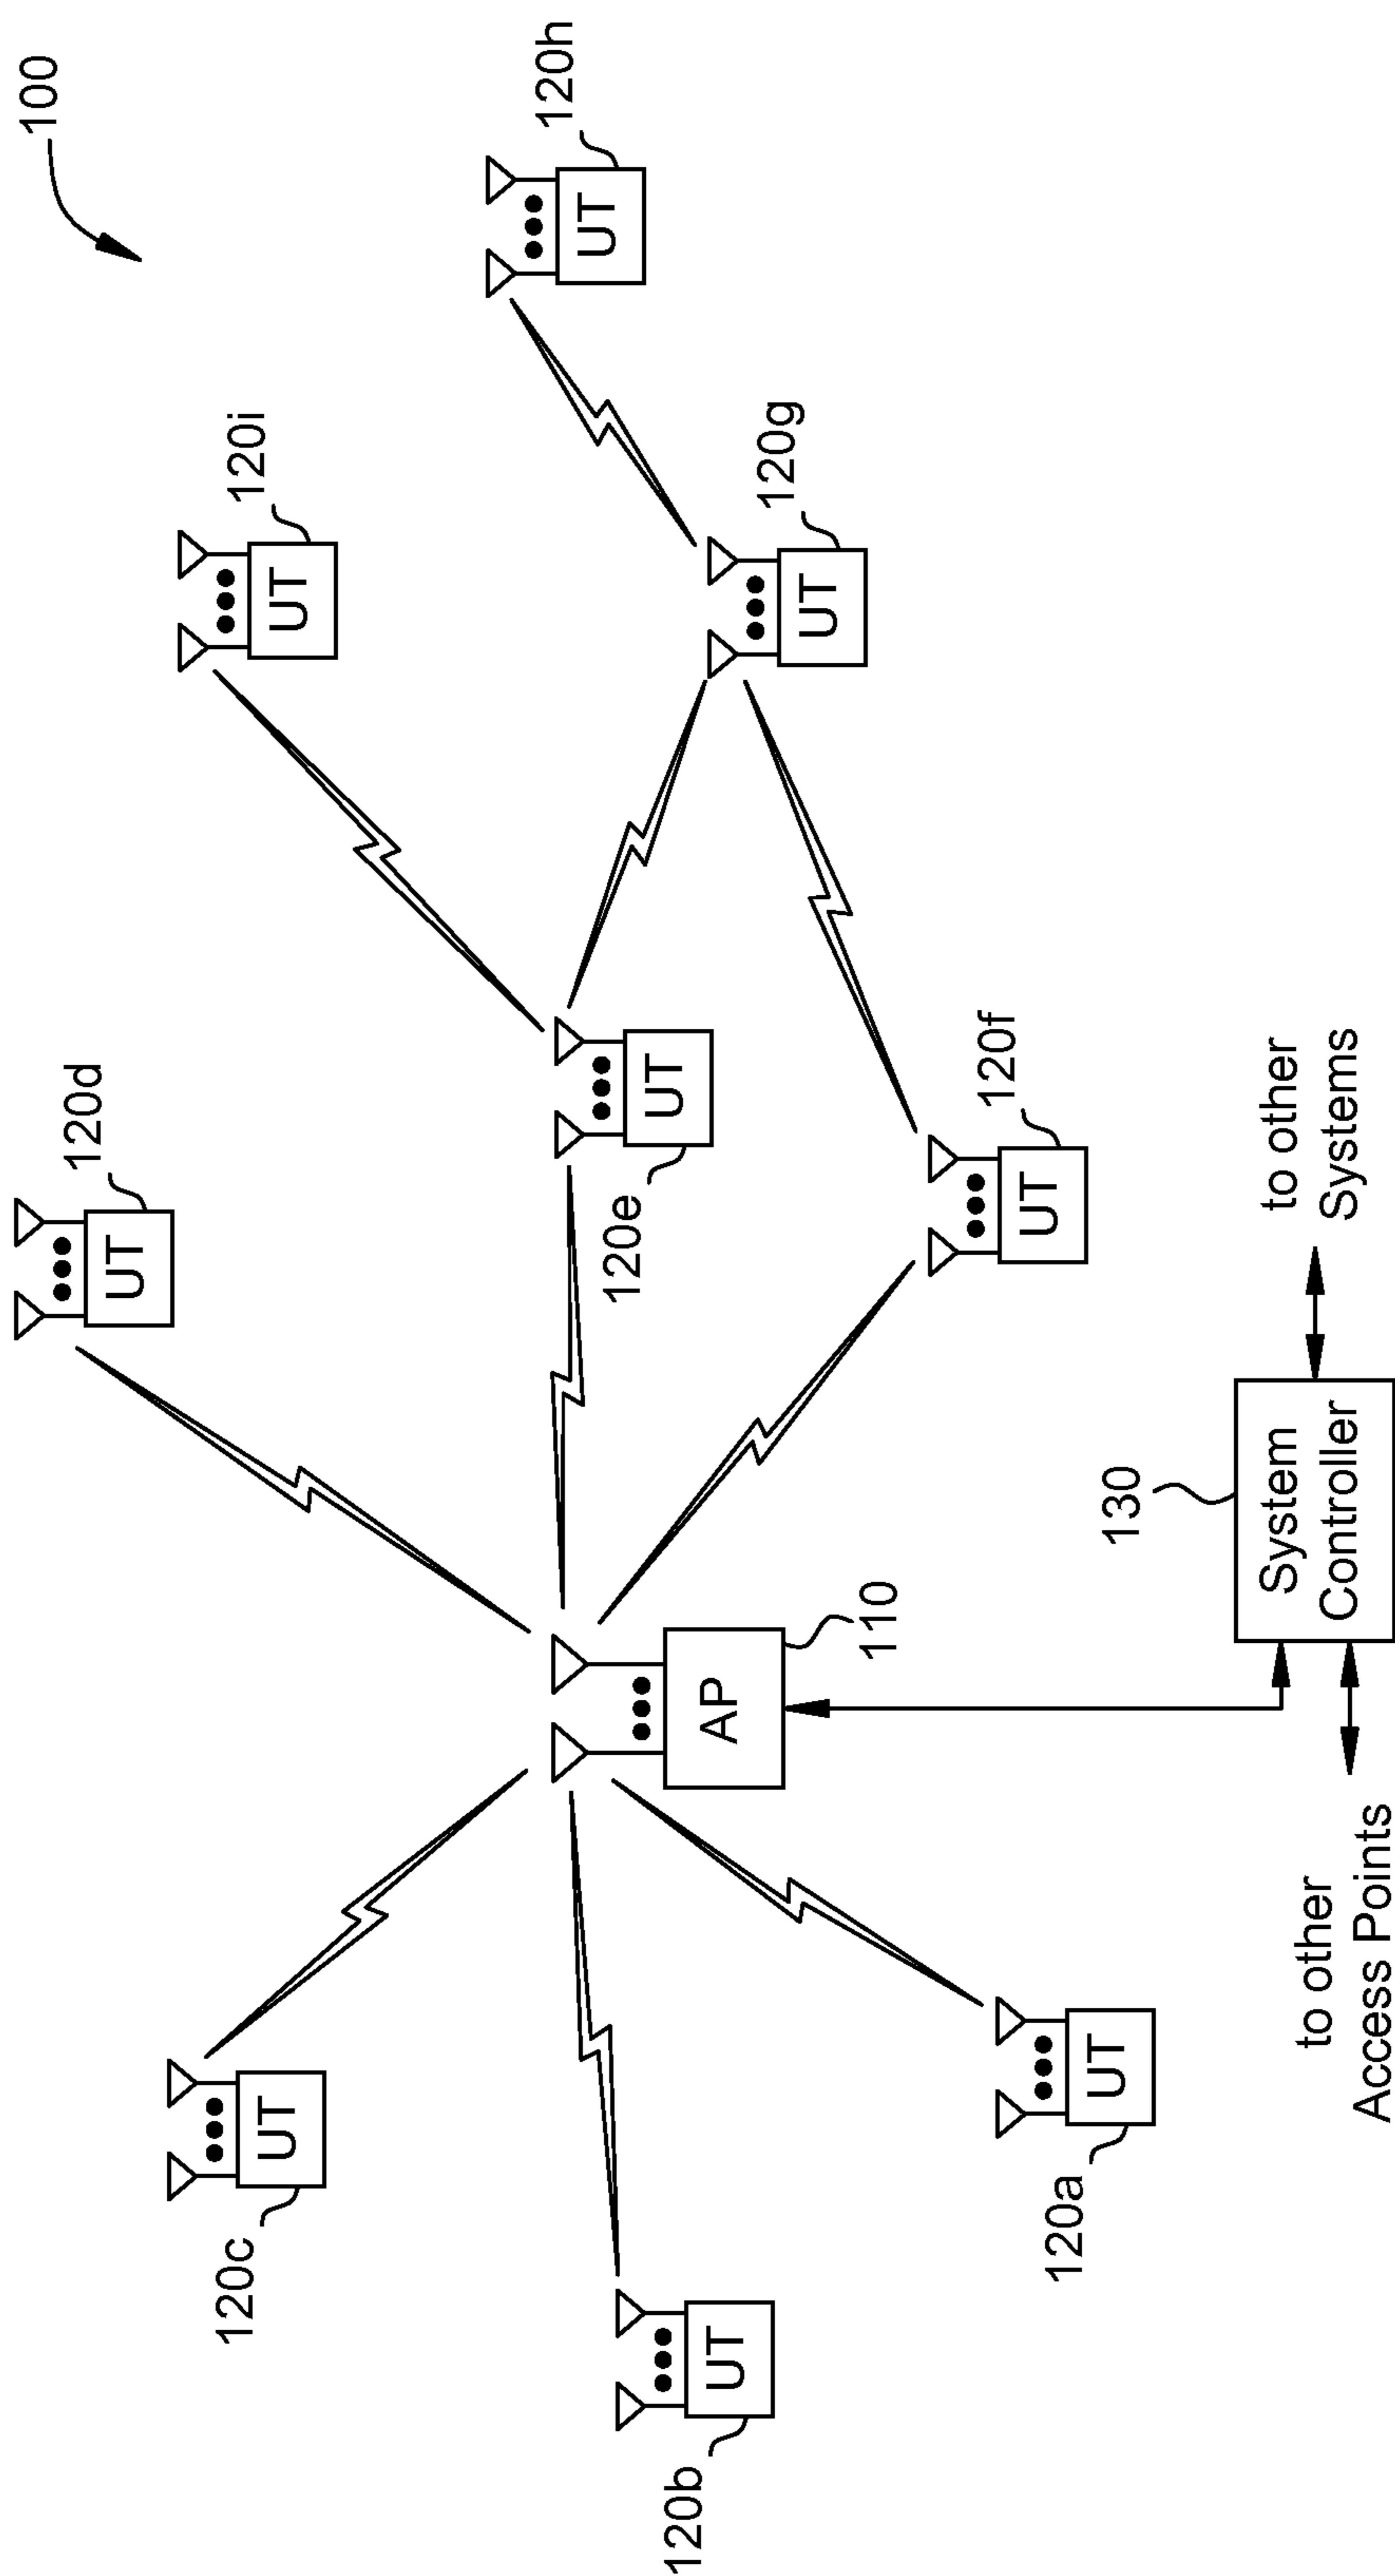 100
120d
UT
120i
UT
120h
UT
120c
UT
120e
UT
120g
UT
120b
UT
AP
110
120f
UT
120a
UT
130
System
Controller
to other
Systems
to other
Access Points